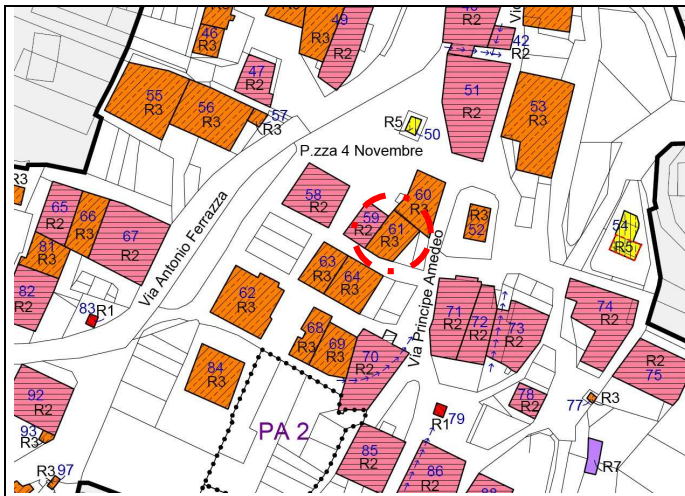 R3
46
R3
49
R2
R2
42
R2
47
R2
55
R3
56
R3
57
R3
51
R2
53
R3
R5
50
P.zza 4 Novembre
R3
58
R2
59
R2
60
R3
61
R3
R3
52
54
R5
65
R2
66
R3
67
R2
81
R3
82
R2
83
R1
Via Antonio Ferrazza
63
R3
64
R3
62
R3
Via Principe Amedeo
71
R2
72
R2
73
R2
74
R2
R2
75
68
R3
69
R3
70
R2
84
R3
92
R2
93
R3
R3
97
PA 2
85
R2
86
R2
R1
79
78
R2
77
R3
R7
88